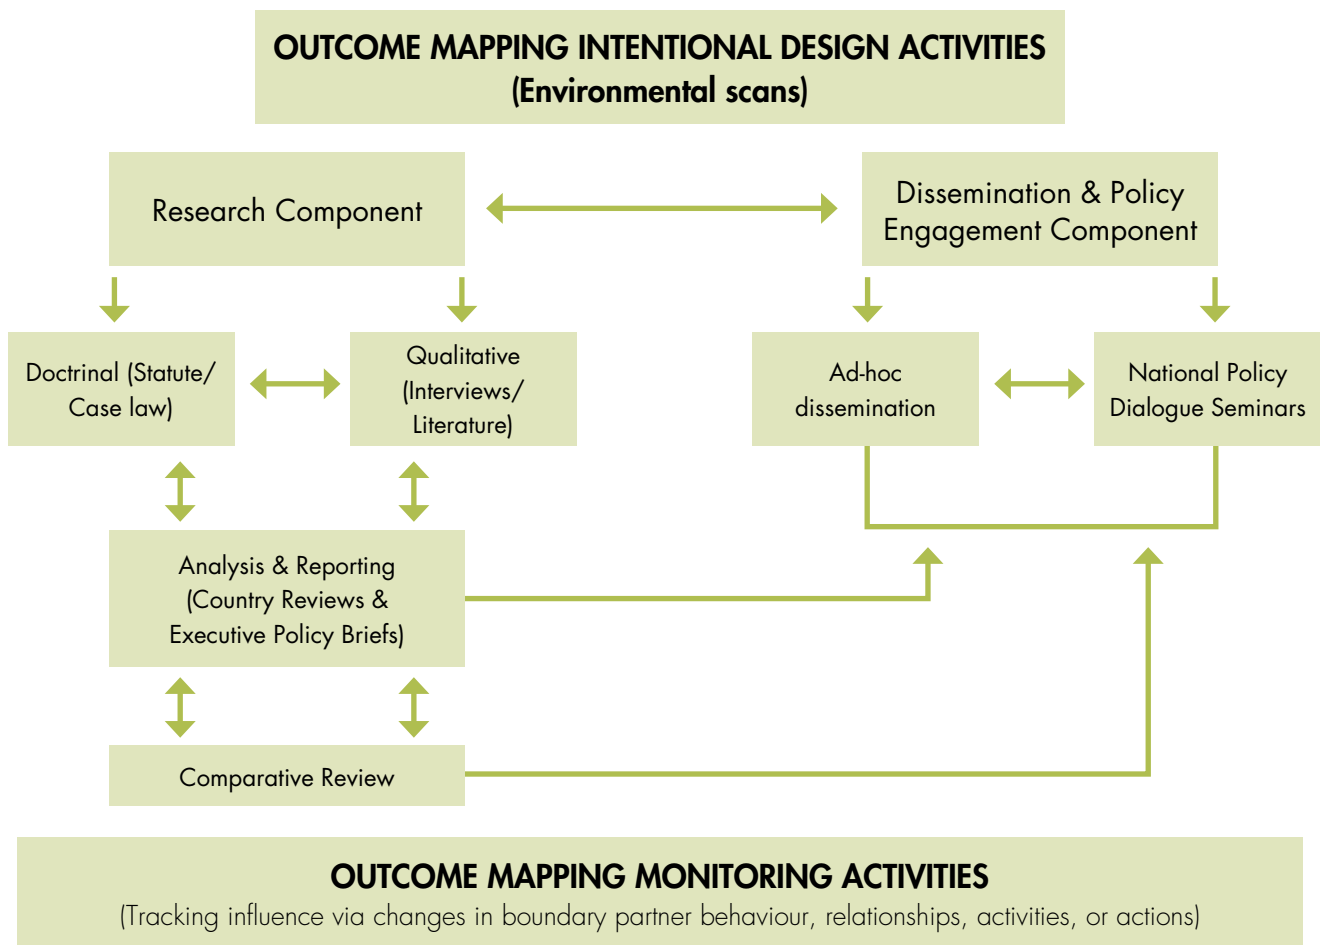 OUTCOME MAPPING INTENTIONAL DESIGN ACTIVITIES
(Environmental scans)
Research Component
Dissemination & Policy
Engagement Component
Doctrinal (Statute/
Case law)
Qualitative
(Interviews/
Literature)
Ad-hoc
dissemination
National Policy
Dialogue Seminars
Analysis & Reporting
(Country Reviews &
Executive Policy Briefs)
Comparative Review
OUTCOME MAPPING MONITORING ACTIVITIES
(Tracking influence via changes in boundary partner behaviour, relationships, activities, or actions)